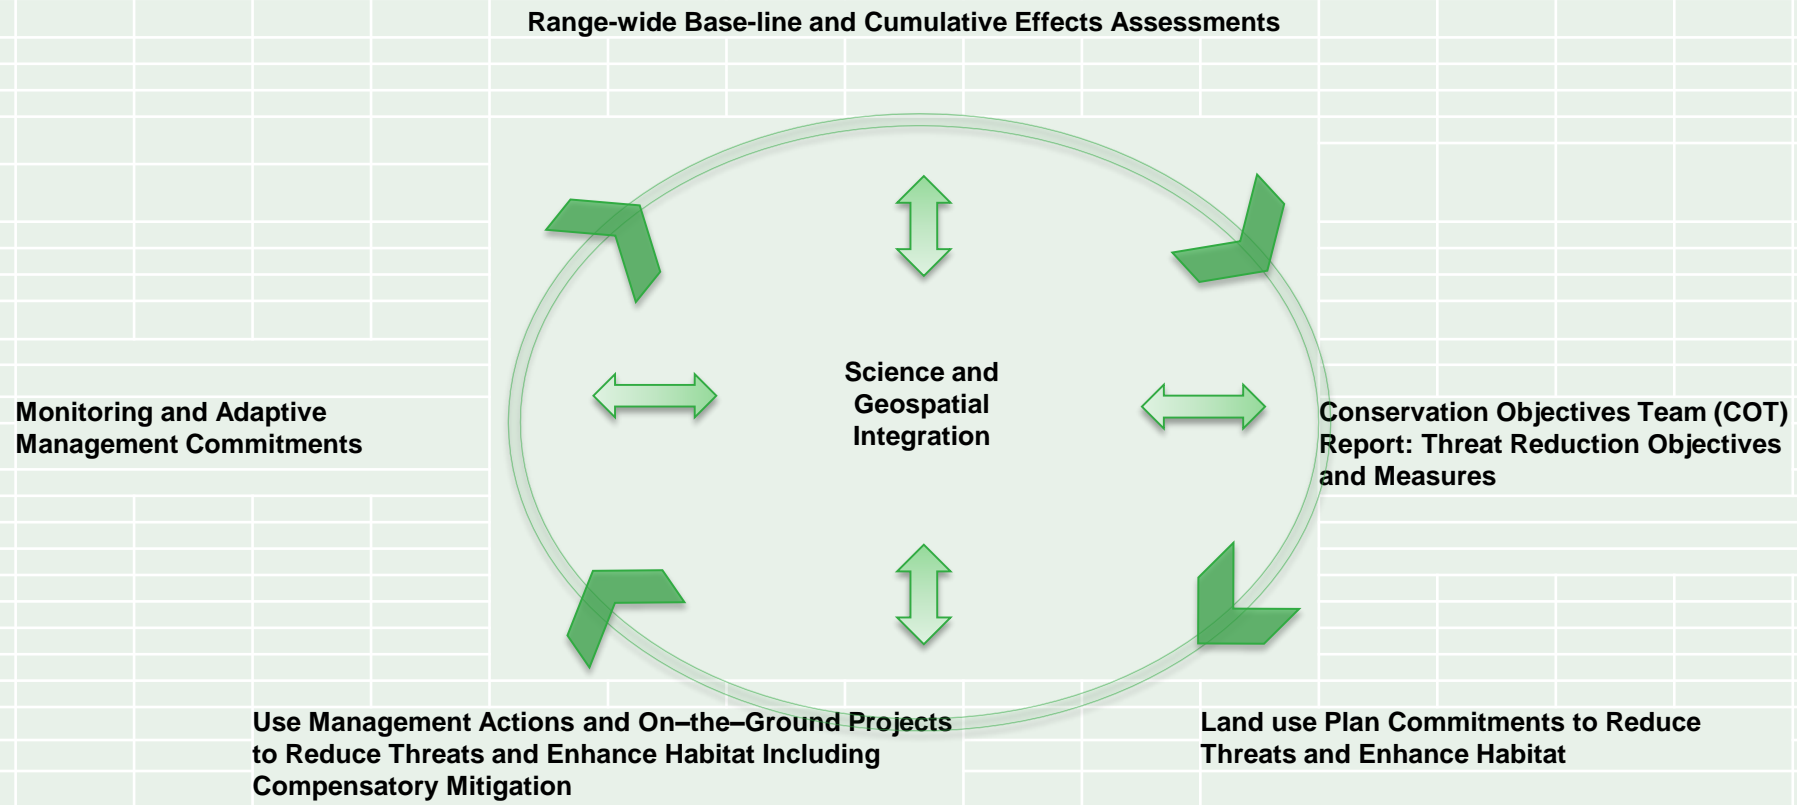 Range-wide Base-line and Cumulative Effects Assessments
Science and
Geospatial
Integration
Monitoring and Adaptive
Management Commitments
Conservation Objectives Team (COT)
Report: Threat Reduction Objectives
and Measures
Use Management Actions and On–the–Ground Projects
to Reduce Threats and Enhance Habitat Including
Compensatory Mitigation
Land use Plan Commitments to Reduce
Threats and Enhance Habitat